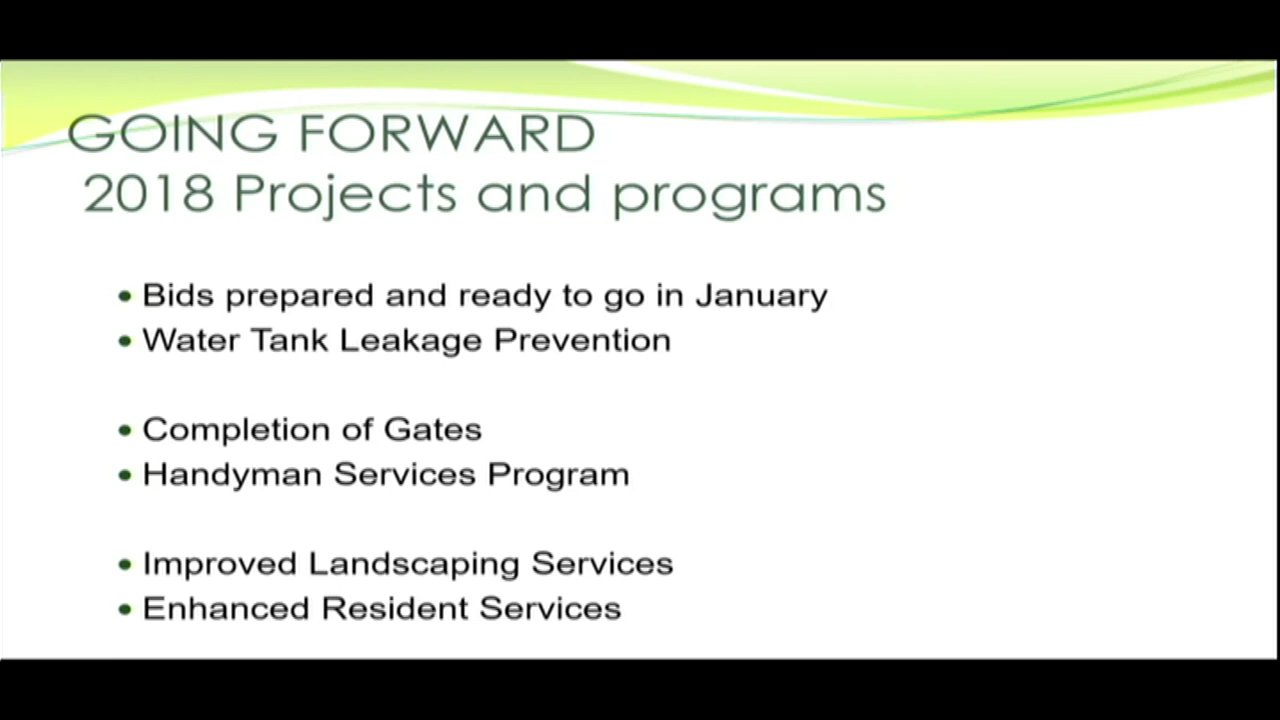 GOING FORWARD
2018 Projects and programs
• Bids prepared and ready to go in January
• Water Tank Leakage Prevention
• Completion of Gates
• Handyman Services Program
• Improved Landscaping Services
• Enhanced Resident Services